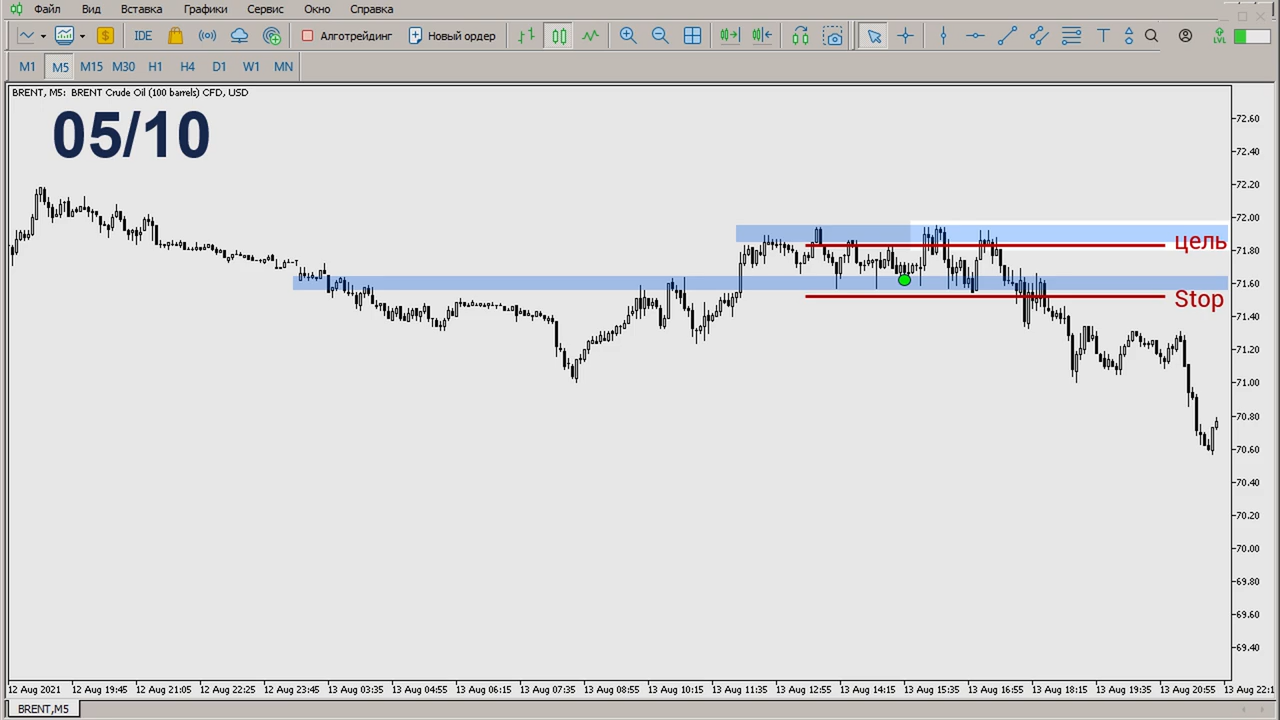 Файл Вид Вставка Графики Сервис Окно Справка
IDE Алготрейдинг Новый ордер LVL
M1 M5 M15 M30 H1 H4 D1 W1 MN
BRENT, M5: BRENT Crude Oil (100 barrels) CFD, USD
05/10
72.60
72.40
72.20
72.00
71.80
цель
71.60
Stop
71.40
71.20
71.00
70.80
70.60
70.40
70.20
70.00
69.80
69.60
69.40
12 Aug 2021 12 Aug 19:45 12 Aug 21:05 12 Aug 22:25 12 Aug 23:45 13 Aug 03:35 13 Aug 04:55 13 Aug 06:15 13 Aug 07:35 13 Aug 08:55 13 Aug 10:15 13 Aug 11:35 13 Aug 12:55 13 Aug 14:15 13 Aug 15:35 13 Aug 16:55 13 Aug 18:15 13 Aug 19:35 13 Aug 20:55 13 Aug 22:1
BRENT,M5